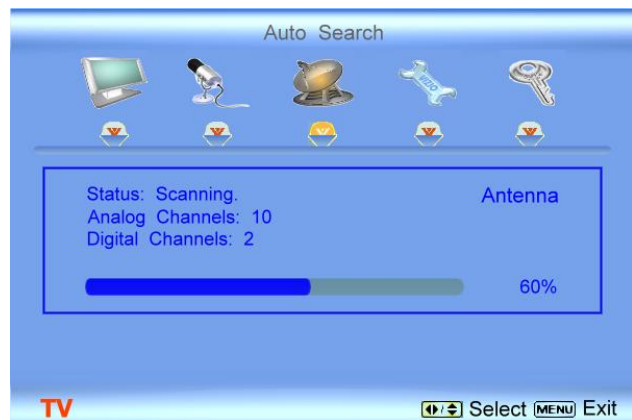 Auto Search
Status: Scanning.
Antenna
Analog Channels: 10
Digital Channels: 2
60%
TV
Select MENU Exit